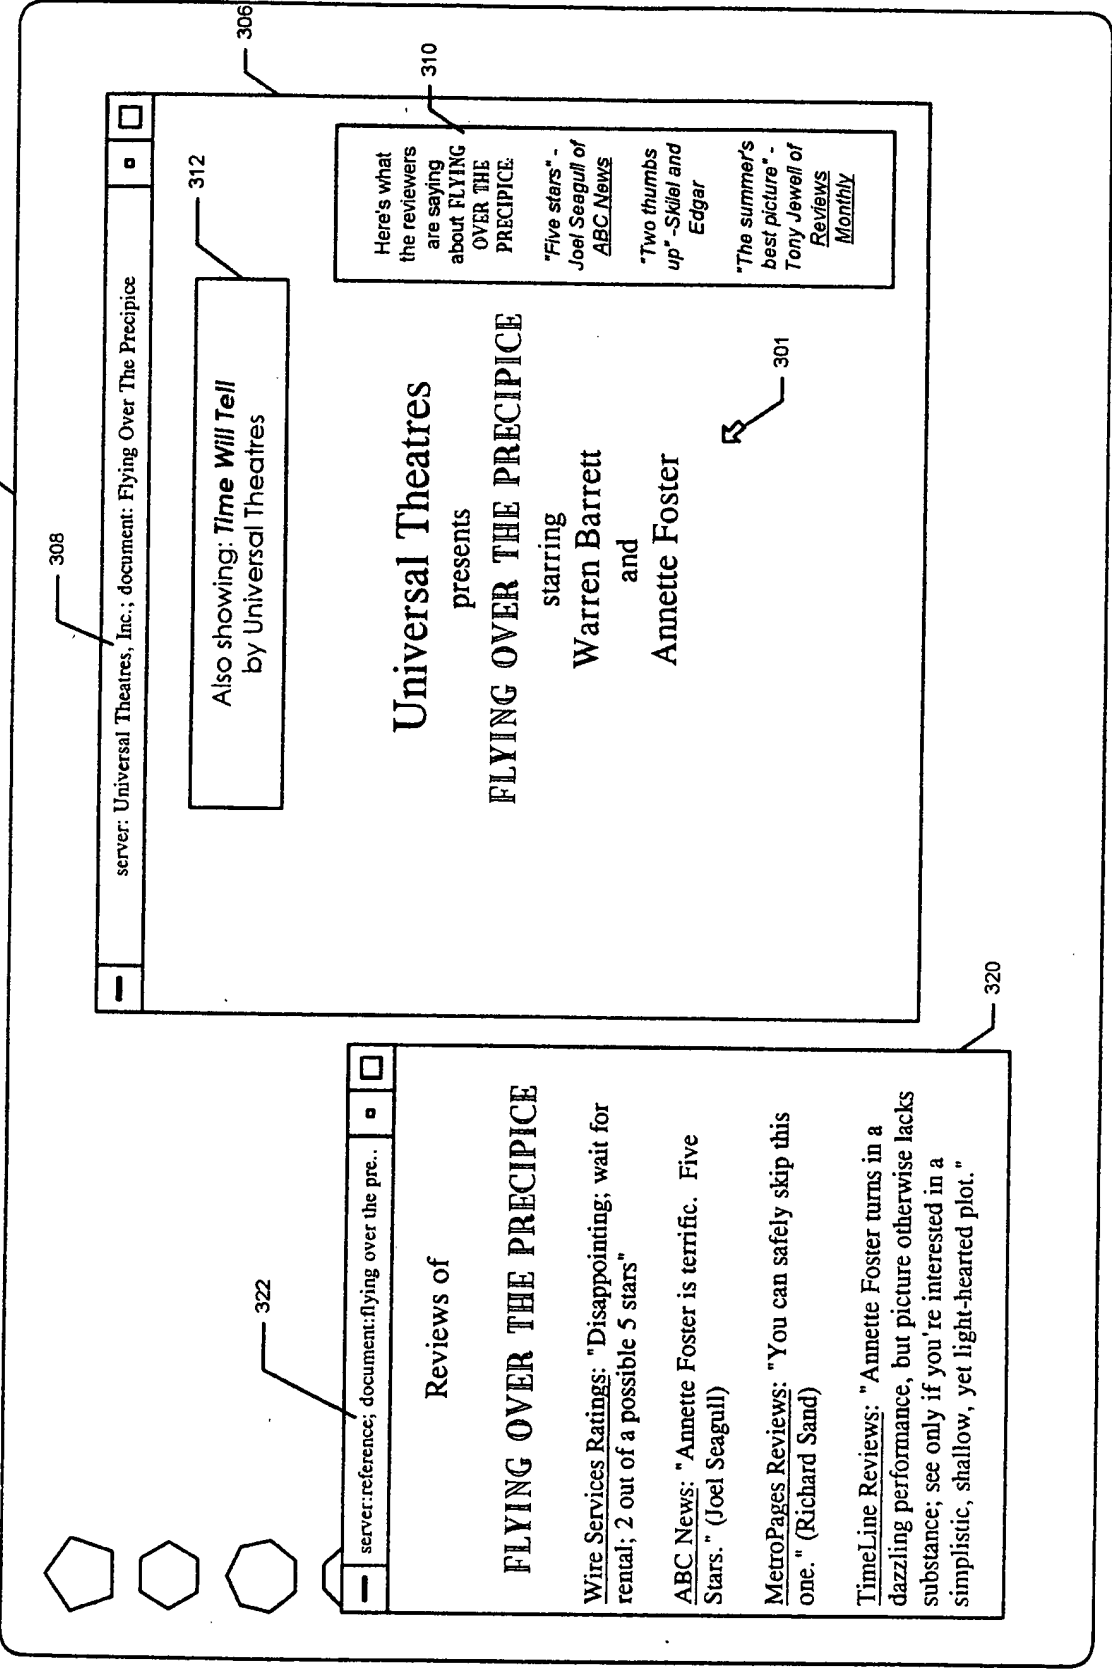 306
308
server: Universal Theatres, Inc.; document: Flying Over The Precipice
312
Also showing: Time Will Tell
by Universal Theatres
310
Here's what
the reviewers
are saying
about FLYING
OVER THE
PRECIPICE:
"Five stars" -
Joel Seagull of
ABC News
"Two thumbs
up" -Skilel and
Edgar
"The summer's
best picture" -
Tony Jewell of
Reviews
Monthly
Universal Theatres
presents
FLYING OVER THE PRECIPICE
starring
Warren Barrett
and
Annette Foster
301
322
server:reference; document:flying over the pre..
Reviews of
FLYING OVER THE PRECIPICE
Wire Services Ratings: "Disappointing; wait for
rental; 2 out of a possible 5 stars"
ABC News: "Annette Foster is terrific. Five
Stars." (Joel Seagull)
MetroPages Reviews: "You can safely skip this
one." (Richard Sand)
TimeLine Reviews: "Annette Foster turns in a
dazzling performance, but picture otherwise lacks
substance; see only if you're interested in a
simplistic, shallow, yet light-hearted plot."
320